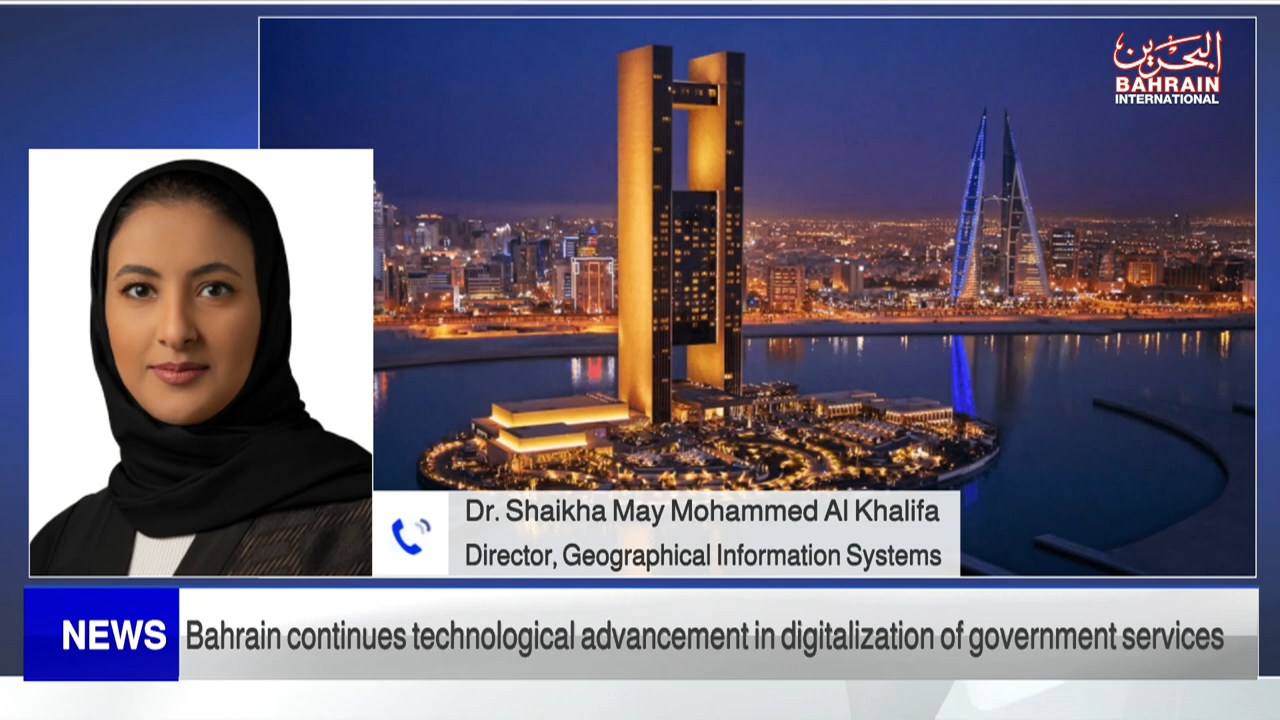 البحرين
BAHRAIN
INTERNATIONAL
Dr. Shaikha May Mohammed Al Khalifa
Director, Geographical Information Systems
NEWS
Bahrain continues technological advancement in digitalization of government services